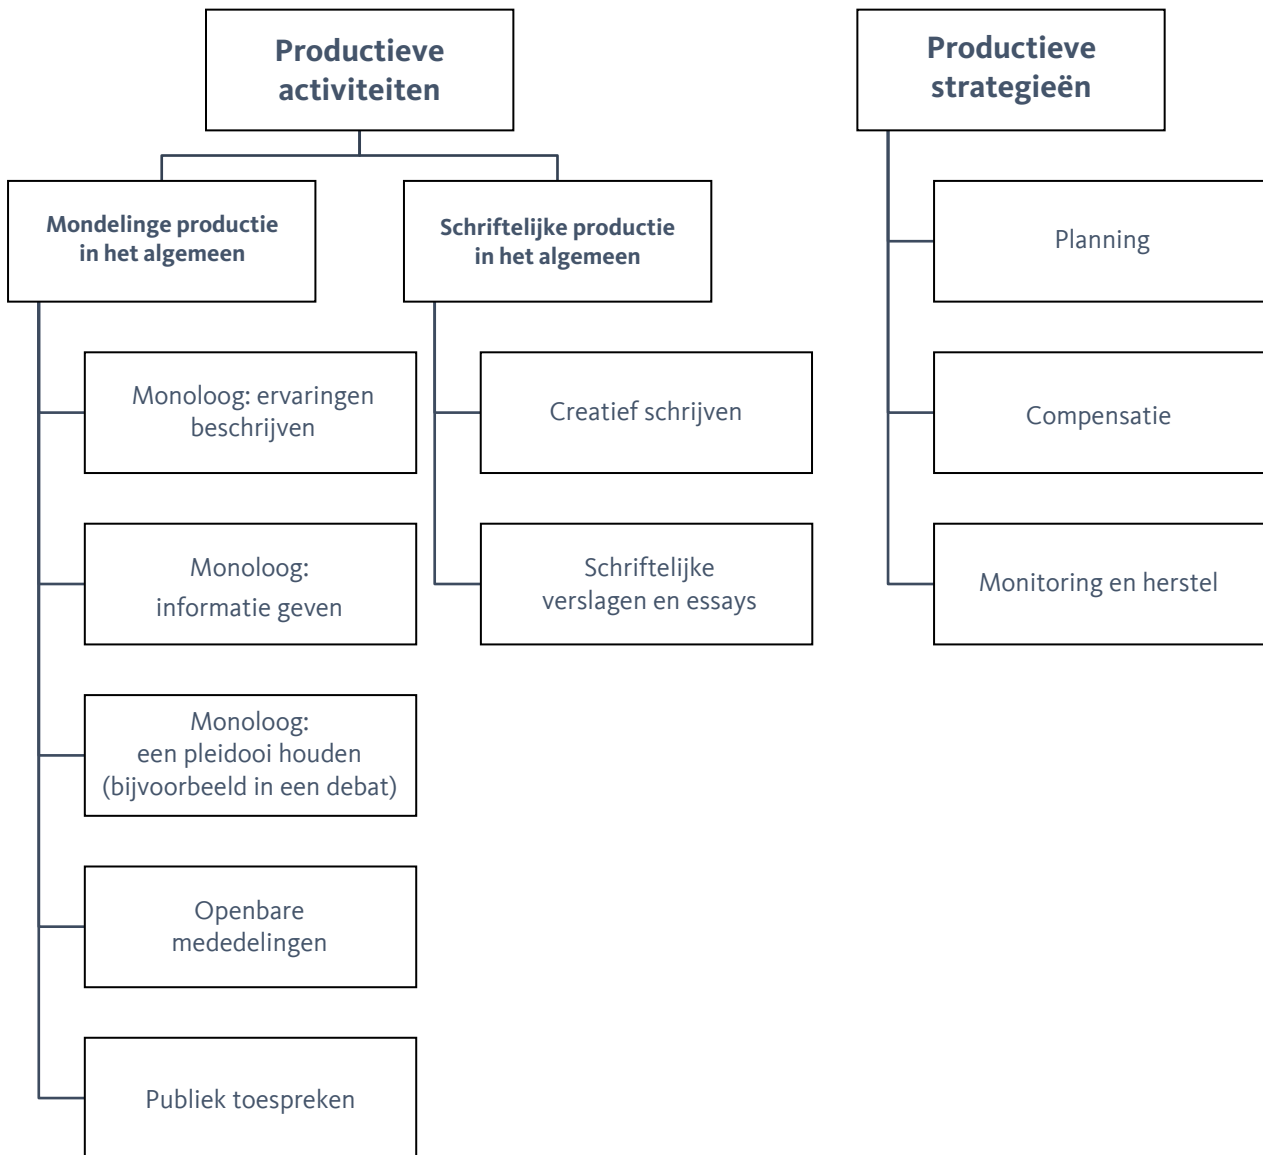 Productieve
activiteiten
Mondelinge productie
in het algemeen
Monoloog: ervaringen
beschrijven
Monoloog:
informatie geven
Monoloog:
een pleidooi houden
(bijvoorbeeld in een debat)
Openbare
mededelingen
Publiek toespreken
Schriftelijke productie
in het algemeen
Creatief schrijven
Schriftelijke
verslagen en essays
Productieve
strategieën
Planning
Compensatie
Monitoring en herstel